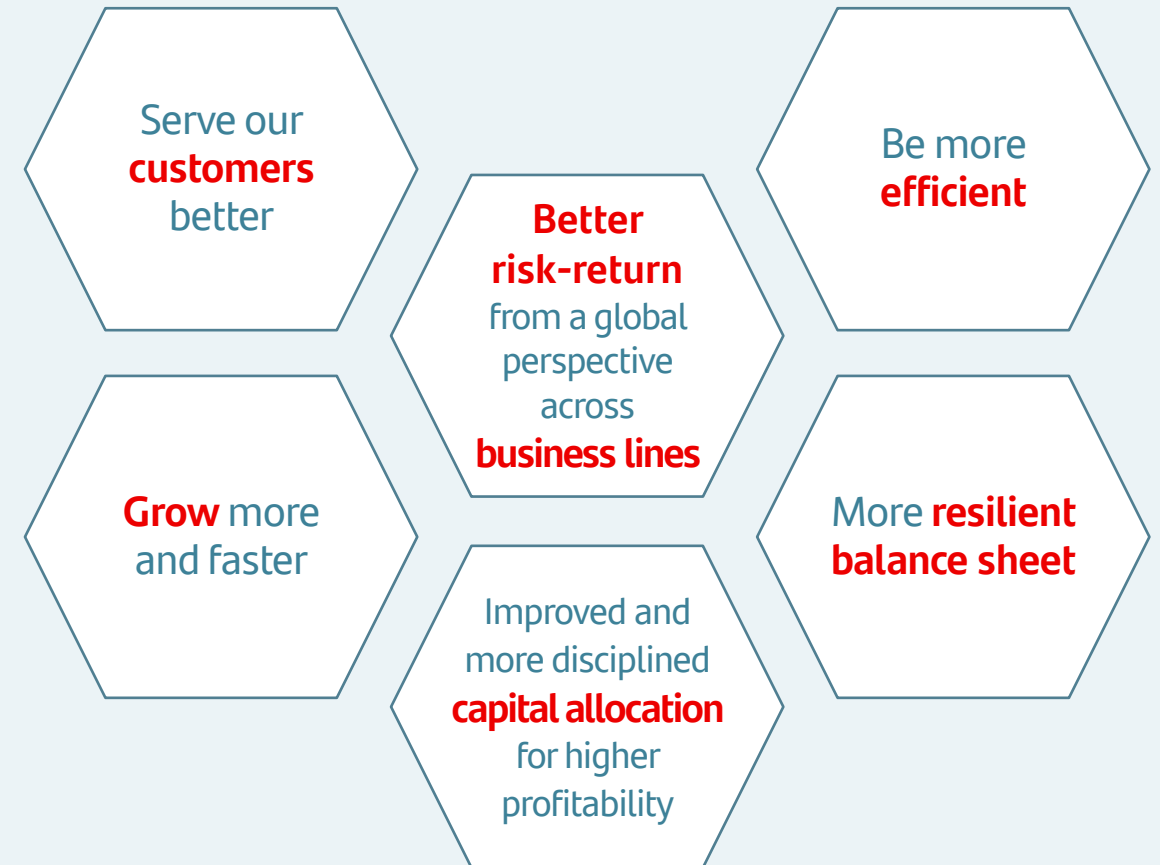 Serve our
customers
better
Better
risk-return
from a global
perspective
across
business lines
Be more
efficient
Grow more
and faster
Improved and
more disciplined
capital allocation
for higher
profitability
More resilient
balance sheet